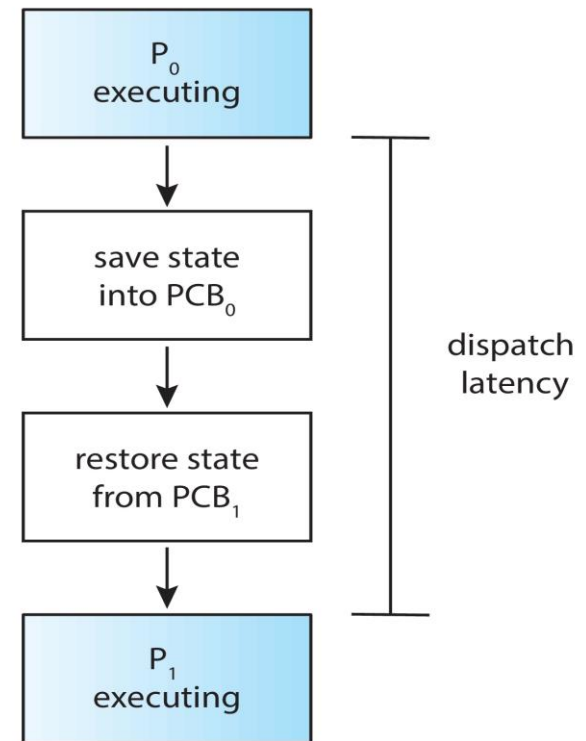 P₀
executing
save state
into PCB₀
dispatch
latency
restore state
from PCB₁
P₁
executing